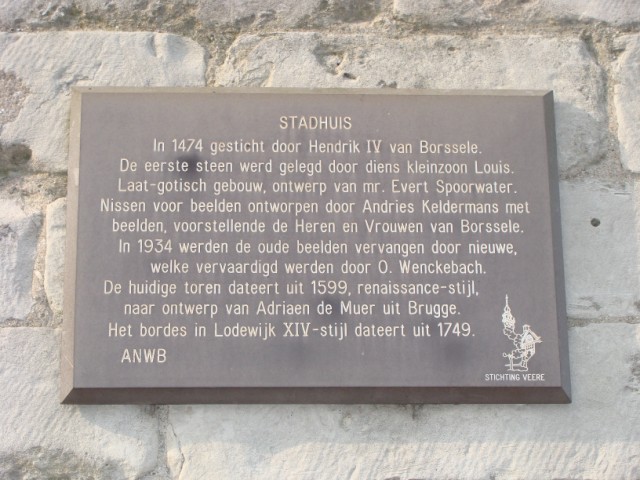 STADHUIS
In 1474 gesticht door Hendrik IV van Borssele.
De eerste steen werd gelegd door diens kleinzoon Louis.
Laat-gotisch gebouw, ontwerp van mr. Evert Spoorwater.
Nissen voor beelden ontworpen door Andries Keldermans met
beelden, voorstellende de Heren en Vrouwen van Borssele.
In 1934 werden de oude beelden vervangen door nieuwe,
welke vervaardigd werden door O. Wenckebach.
De huidige toren dateert uit 1599, renaissance-stijl,
naar ontwerp van Adriaen de Muer uit Brugge.
Het bordes in Lodewijk XIV-stijl dateert uit 1749.
ANWB
STICHTING VEERE